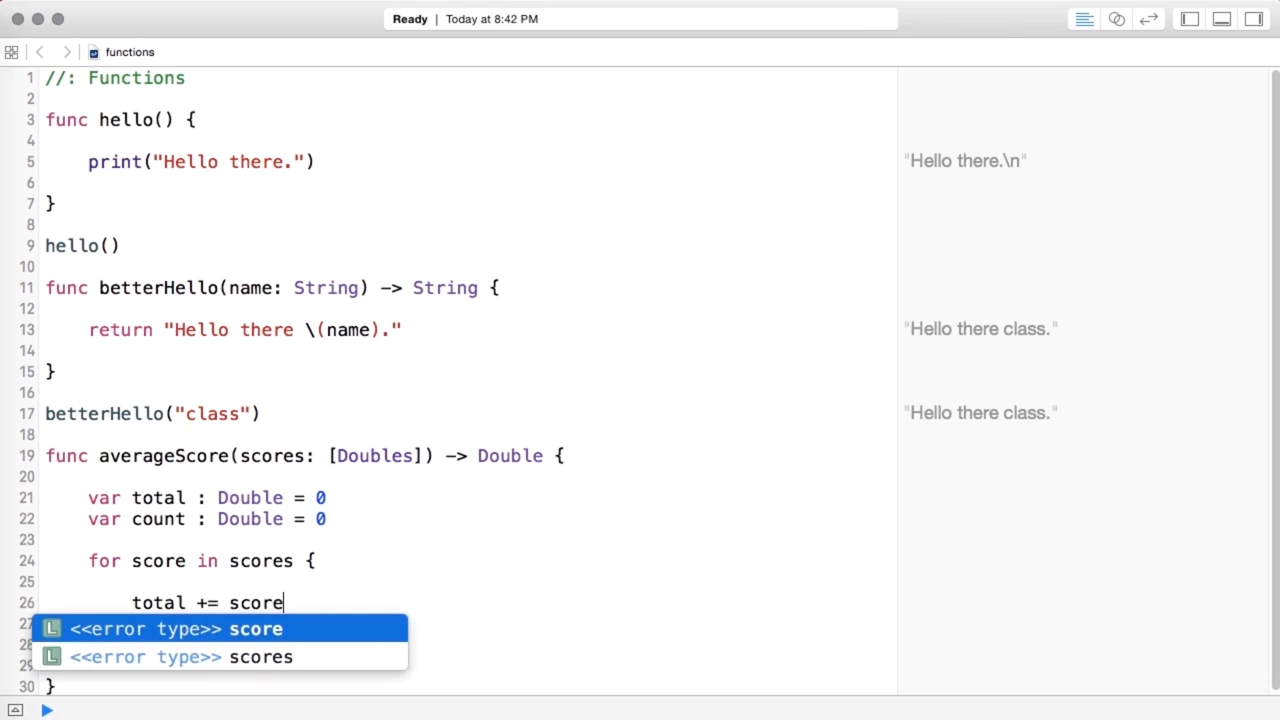 Ready | Today at 8:42 PM
functions
1 //: Functions
2
3 func hello() {
4
5 print("Hello there.") "Hello there.\n"
6
7 }
8
9 hello()
10
11 func betterHello(name: String) -> String {
12
13 return "Hello there \(name)." "Hello there class."
14
15 }
16
17 betterHello("class") "Hello there class."
18
19 func averageScore(scores: [Doubles]) -> Double {
20
21 var total : Double = 0
22 var count : Double = 0
23
24 for score in scores {
25
26 total += score
27
L <<error type>> score
28
L <<error type>> scores
29
30 }